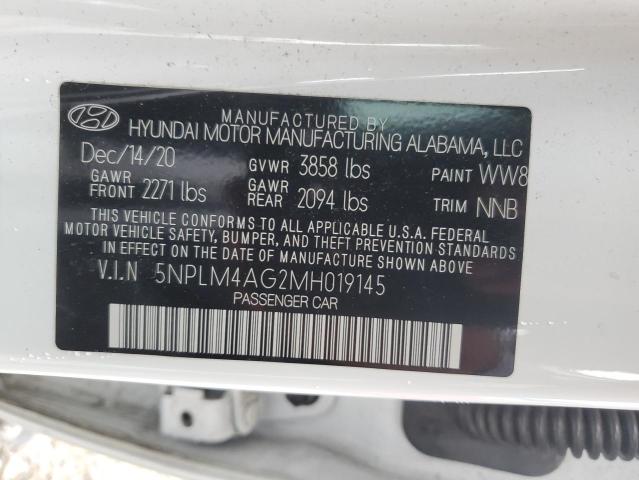 MANUFACTURED BY
HYUNDAI MOTOR MANUFACTURING ALABAMA, LLC
Dec/14/20 GVWR 3858 lbs PAINT WW8
GAWR FRONT 2271 lbs GAWR REAR 2094 lbs TRIM NNB
THIS VEHICLE CONFORMS TO ALL APPLICABLE U.S.A. FEDERAL
MOTOR VEHICLE SAFETY, BUMPER, AND THEFT PREVENTION STANDARDS
IN EFFECT ON THE DATE OF MANUFACTURE SHOWN ABOVE.
V.I.N 5NPLM4AG2MH019145
PASSENGER CAR